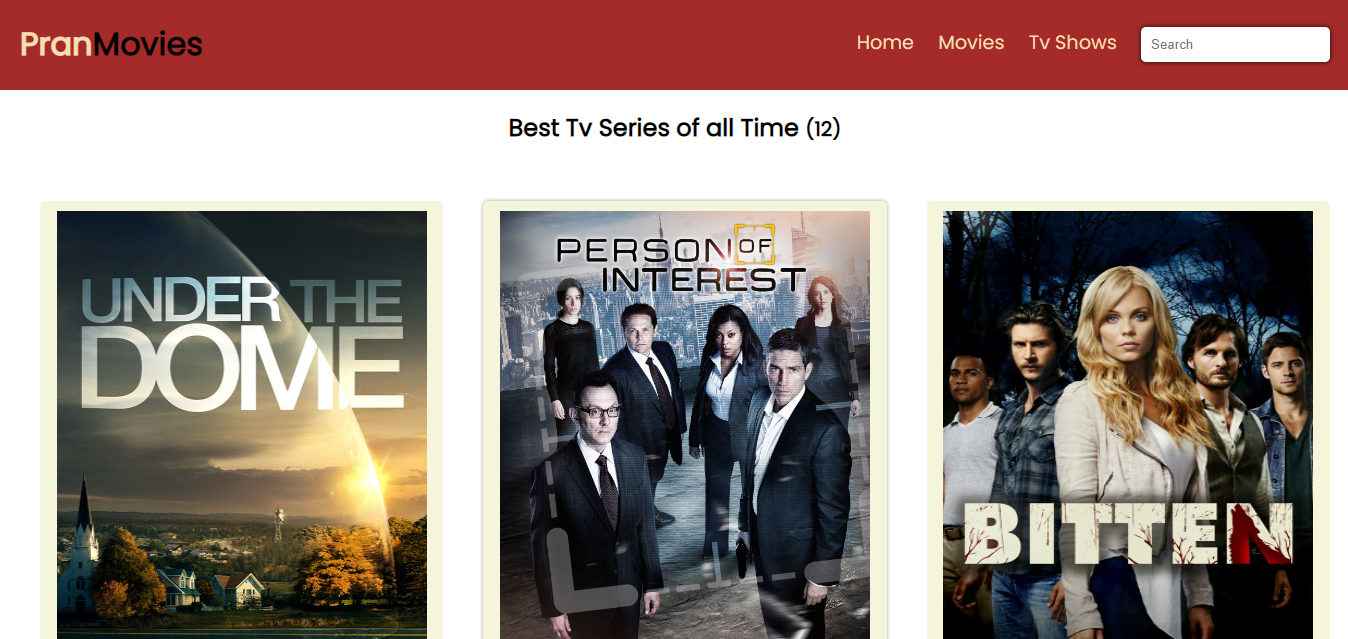 PranMovies
Home Movies Tv Shows Search
Best Tv Series of all Time (12)
UNDER THE
DOME
PERSON OF
INTEREST
BITTEN